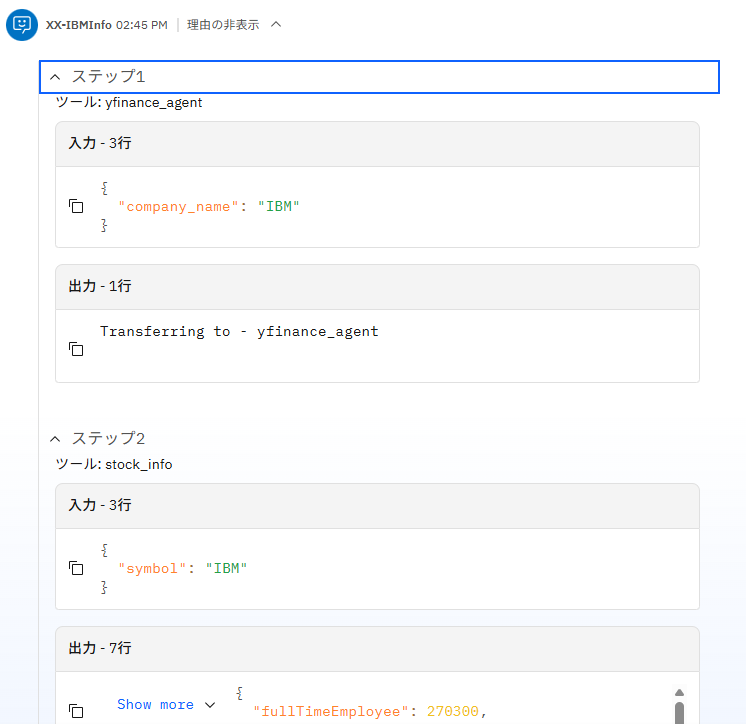 XX-IBMInfo 02:45 PM 理由の非表示
ステップ1
ツール: yfinance_agent
入力 - 3行
{
"company_name": "IBM"
}
出力 - 1行
Transferring to - yfinance_agent
ステップ2
ツール: stock_info
入力 - 3行
{
"symbol": "IBM"
}
出力 - 7行
Show more {
"fullTimeEmployee": 270300,